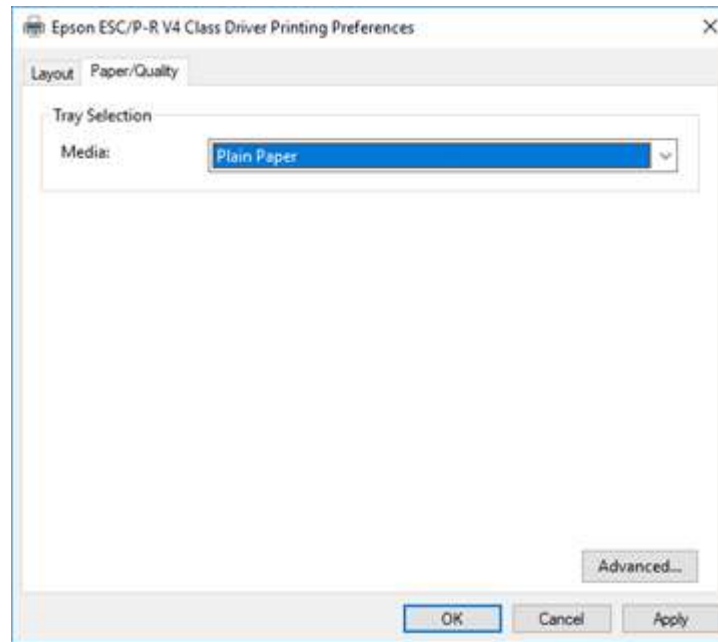 Epson ESC/P-R V4 Class Driver Printing Preferences
Layout Paper/Quality
Tray Selection
Media: Plain Paper
Advanced...
OK Cancel Apply